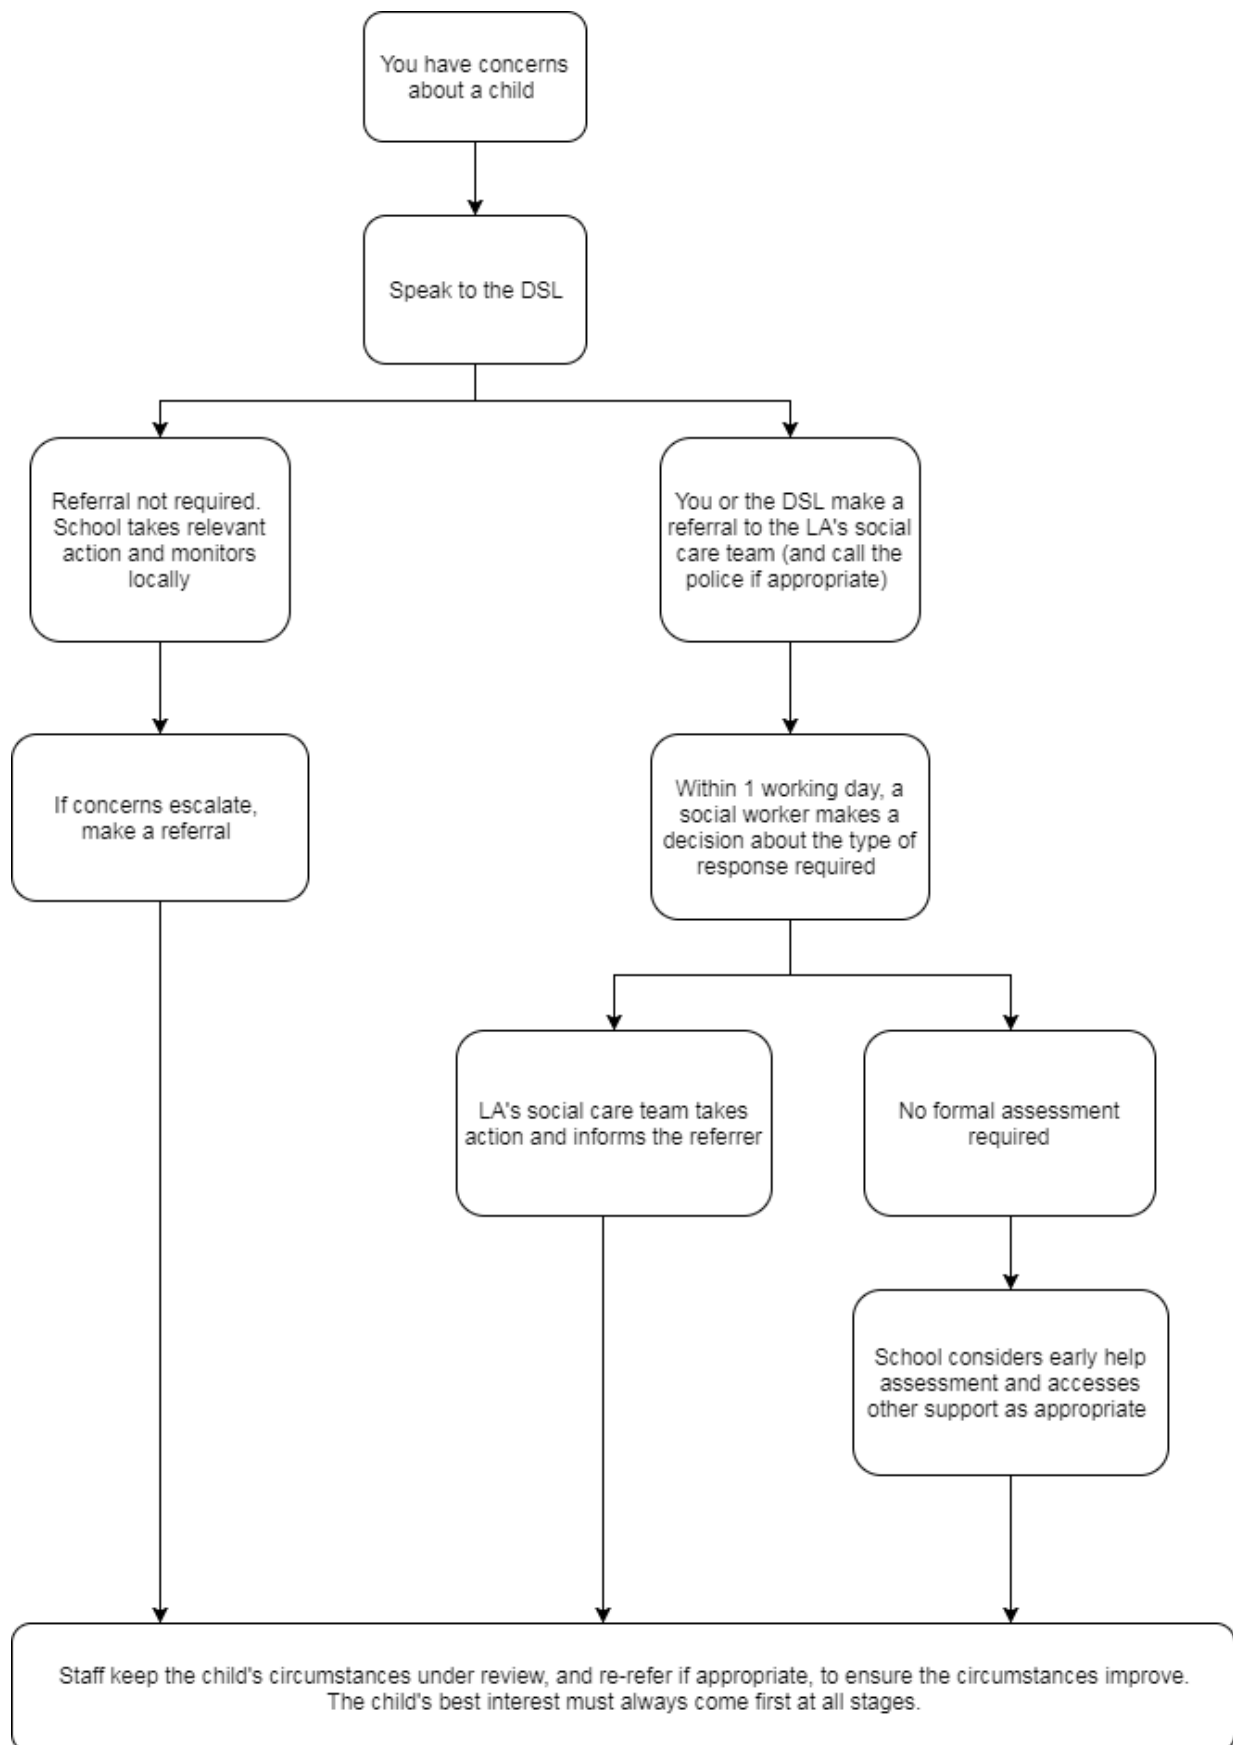 You have concerns
about a child
Speak to the DSL
Referral not required.
School takes relevant
action and monitors
locally
You or the DSL make a
referral to the LA's social
care team (and call the
police if appropriate)
If concerns escalate,
make a referral
Within 1 working day, a
social worker makes a
decision about the type of
response required
LA's social care team takes
action and informs the referrer
No formal assessment
required
School considers early help
assessment and accesses
other support as appropriate
Staff keep the child's circumstances under review, and re-refer if appropriate, to ensure the circumstances improve.
The child's best interest must always come first at all stages.